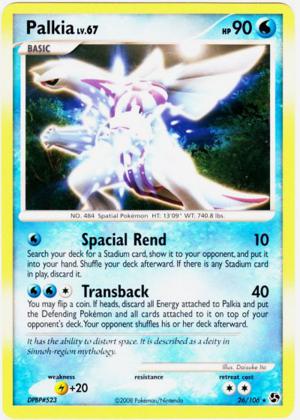 Palkia LV.67 HP 90
BASIC
NO. 484 Spatial Pokémon HT: 13'09" WT: 740.8 lbs.
Spacial Rend 10
Search your deck for a Stadium card, show it to your opponent, and put it into
into your hand. Shuffle your deck afterward. If there is any Stadium card
in play, discard it.
Transback 40
You may flip a coin. If heads, discard all Energy attached to Palkia and put
the Defending Pokémon and all cards attached to it on top of your
opponent's deck. Your opponent shuffles his or her deck afterward.
It has the ability to distort space. It is described as a deity in
Sinnoh-region mythology.
Illus. Daisuke Ito
weakness resistance retreat cost
+20
DPBP#523 ©2008 Pokémon/Nintendo 26/106 ★